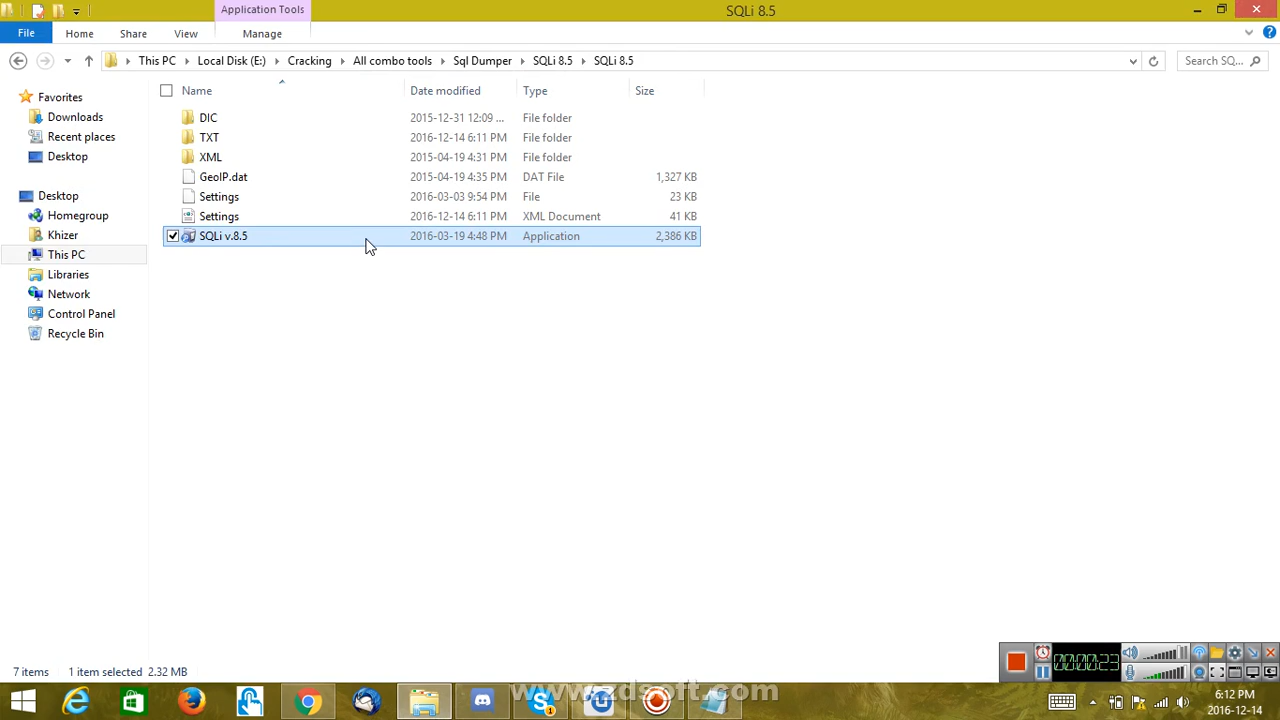 Application Tools
SQLi 8.5
File Home Share View Manage
This PC Local Disk (E:) Cracking All combo tools Sql Dumper SQLi 8.5 SQLi 8.5
Search SQ...
Name Date modified Type Size
Favorites
Downloads
Recent places
Desktop
Desktop
Homegroup
Khizer
This PC
Libraries
Network
Control Panel
Recycle Bin
DIC 2015-12-31 12:09 ... File folder
TXT 2016-12-14 6:11 PM File folder
XML 2015-04-19 4:31 PM File folder
GeoIP.dat 2015-04-19 4:35 PM DAT File 1,327 KB
Settings 2016-03-03 9:54 PM File 23 KB
Settings 2016-12-14 6:11 PM XML Document 41 KB
SQLi v.8.5 2016-03-19 4:48 PM Application 2,386 KB
7 items 1 item selected 2.32 MB
00:00:23
www.zdsoft.com
6:12 PM
2016-12-14